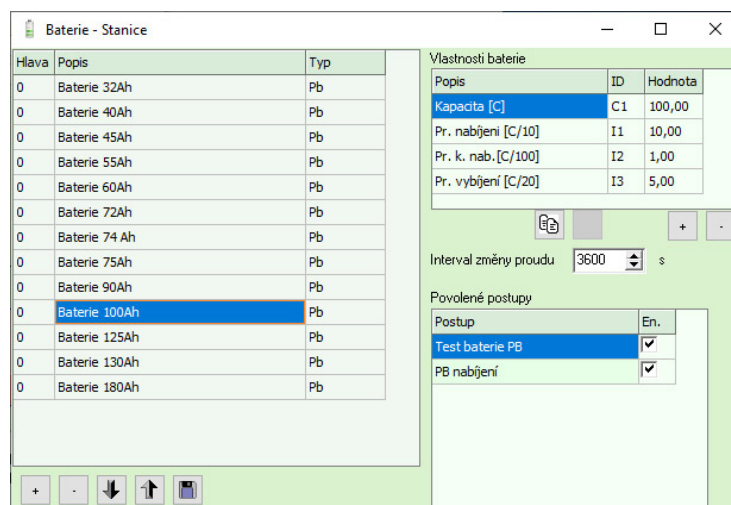 Baterie - Stanice
Hlava Popis Typ
0 Baterie 32Ah Pb
0 Baterie 40Ah Pb
0 Baterie 45Ah Pb
0 Baterie 55Ah Pb
0 Baterie 60Ah Pb
0 Baterie 72Ah Pb
0 Baterie 74 Ah Pb
0 Baterie 75Ah Pb
0 Baterie 90Ah Pb
0 Baterie 100Ah Pb
0 Baterie 125Ah Pb
0 Baterie 130Ah Pb
0 Baterie 180Ah Pb
+ -
Vlastnosti baterie
Popis ID Hodnota
Kapacita [C] C1 100,00
Pr. nabíjeni [C/10] I1 10,00
Pr. k. nab.[C/100] I2 1,00
Pr. vybíjení [C/20] I3 5,00
+ -
Interval změny proudu 3600 s
Povolené postupy
Postup En.
Test baterie PB
PB nabíjení